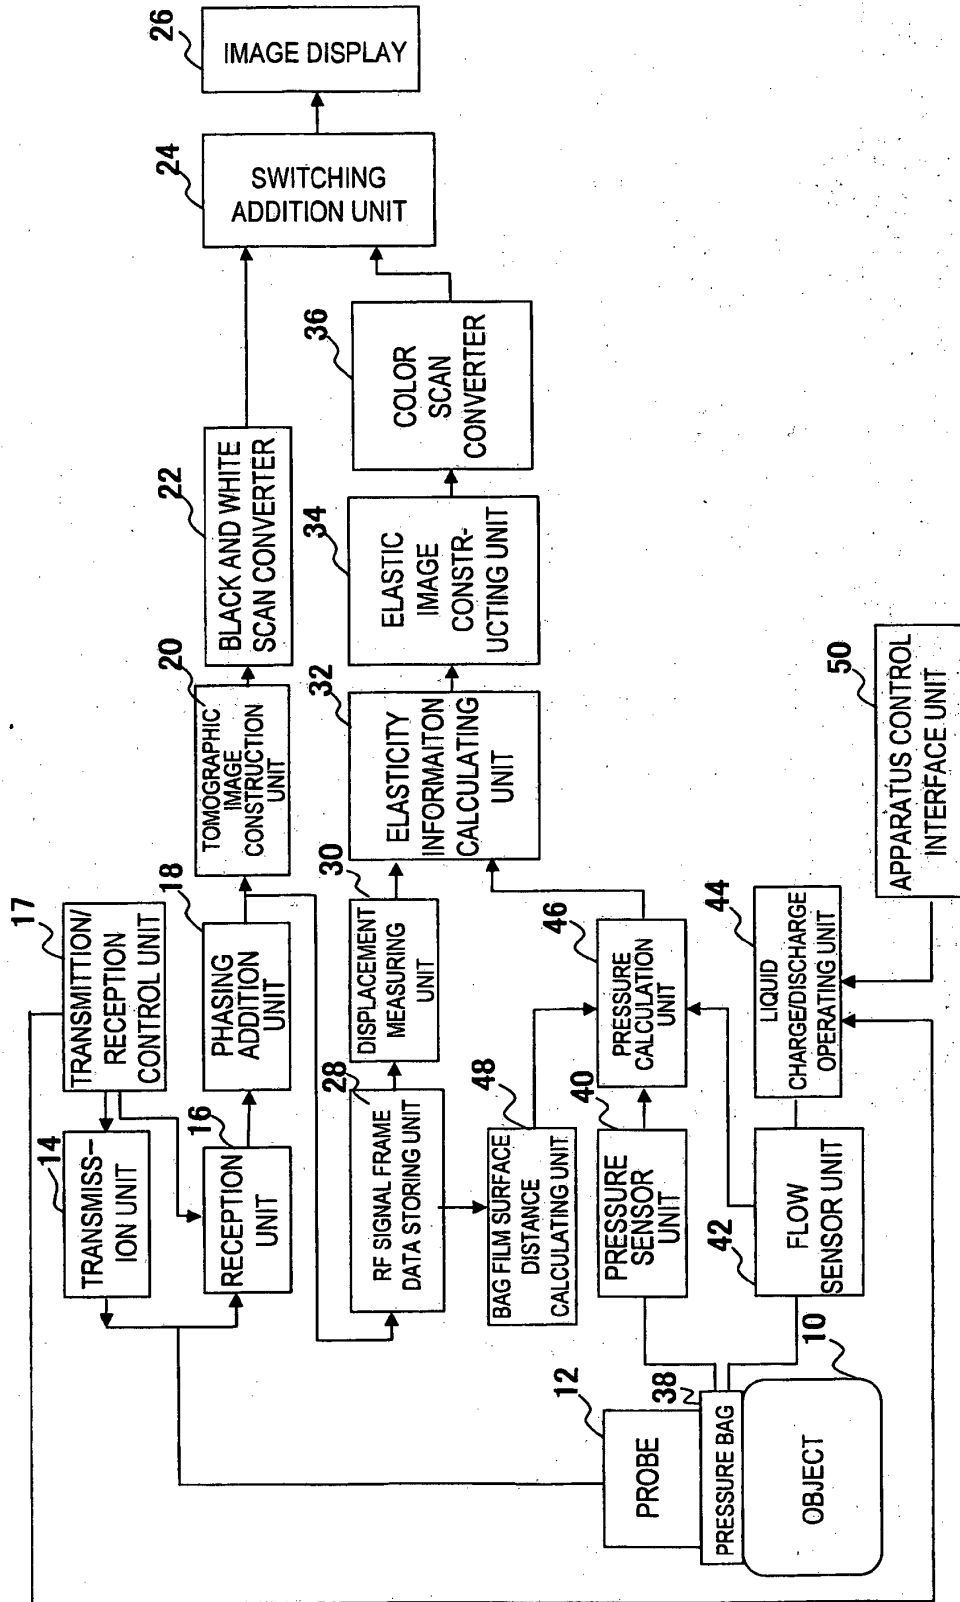 26
IMAGE DISPLAY
24
SWITCHING
ADDITION UNIT
22
BLACK AND WHITE
SCAN CONVERTER
36
COLOR
SCAN
CONVERTER
20
TOMOGRAPHIC
IMAGE
CONSTRUCTION
UNIT
34
ELASTIC
IMAGE
CONSTR-
UCTING UNIT
32
ELASTICITY
INFORMAITON
CALCULATING
UNIT
17
TRANSMITTION/
RECEPTION
CONTROL UNIT
18
PHASING
ADDITION
UNIT
30
DISPLACEMENT
MEASURING
UNIT
46
PRESSURE
CALCULATION
UNIT
44
LIQUID
CHARGE/DISCHARGE
OPERATING UNIT
50
APPARATUS CONTROL
INTERFACE UNIT
14
TRANSMISS-
ION UNIT
16
RECEPTION
UNIT
28
RF SIGNAL FRAME
DATA STORING UNIT
48
BAG FILM SURFACE
DISTANCE
CALCULATING UNIT
40
PRESSURE
SENSOR
UNIT
42
FLOW
SENSOR UNIT
12
PROBE
38
PRESSURE BAG
10
OBJECT